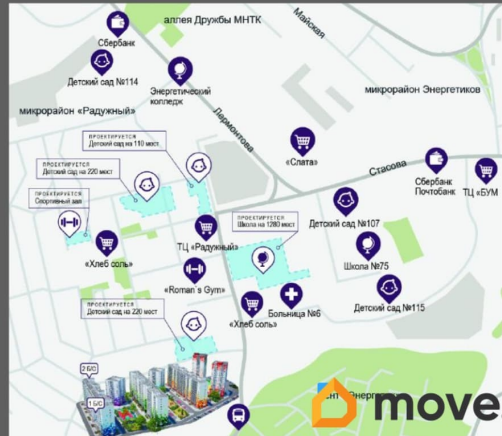 аллея Дружбы МНТК
Майская
Сбербанк
Детский сад №114
Энергетический
колледж
микрорайон Энергетиков
микрорайон «Радужный»
Лермонтова
ПРОЕКТИРУЕТСЯ
Детский сад на 110 мест
«Слата»
ПРОЕКТИРУЕТСЯ
Детский сад на 220 мест
Стасова
Сбербанк
Почтобанк
ТЦ «БУМ
ПРОЕКТИРУЕТСЯ
Спортивный зал
ПРОЕКТИРУЕТСЯ
Школа на 1280 мест
Детский сад №107
ТЦ «Радужный»
«Хлеб соль»
Школа №75
«Roman`s Gym»
ПРОЕКТИРУЕТСЯ
Детский сад на 220 мест
«Хлеб соль»
Больница №6
Детский сад №115
2 Б/С
1 Б/С
move